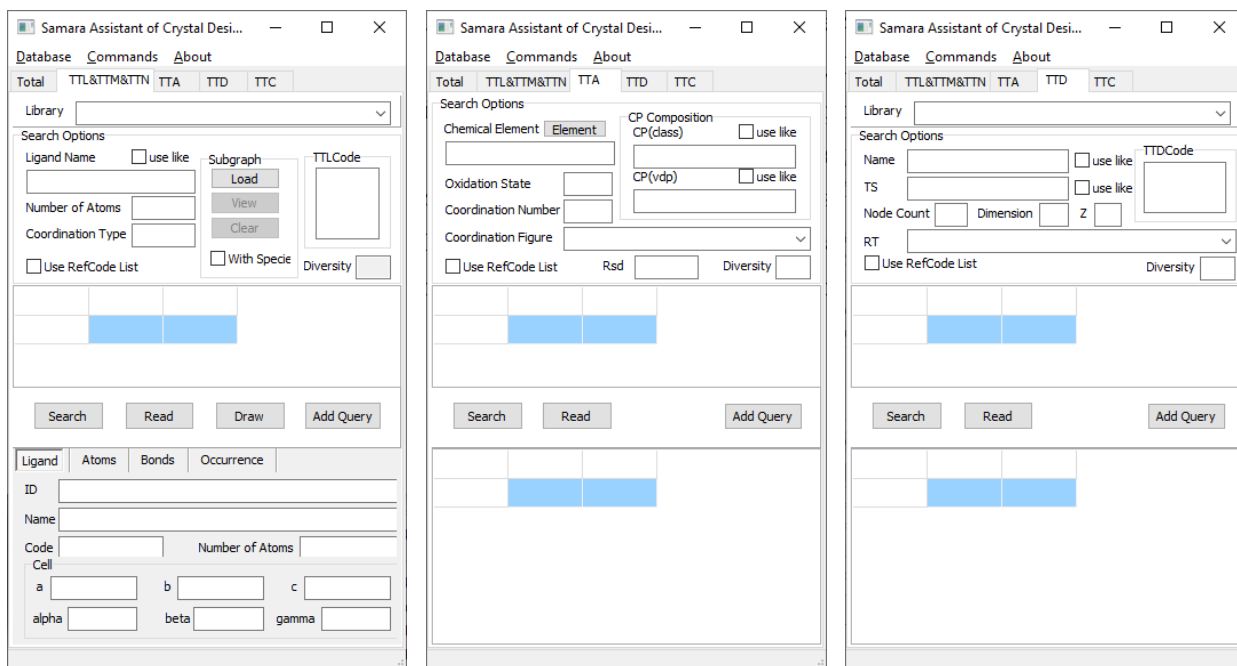 Samara Assistant of Crystal Desi...
Database Commands About
Total TTL&TTM&TTN TTA TTD TTC
Library
Search Options
Ligand Name use like Subgraph TTLCode
Load
Number of Atoms View
Coordination Type Clear
Use RefCode List With Specie Diversity
Search Read Draw Add Query
Ligand Atoms Bonds Occurrence
ID
Name
Code Number of Atoms
Cell
a b c
alpha beta gamma
Samara Assistant of Crystal Desi...
Database Commands About
Total TTL&TTM&TTN TTA TTD TTC
Search Options
CP Composition
Chemical Element Element CP(class) use like
Oxidation State CP(vdp) use like
Coordination Number
Coordination Figure
Use RefCode List Rsd Diversity
Search Read Add Query
Samara Assistant of Crystal Desi...
Database Commands About
Total TTL&TTM&TTN TTA TTD TTC
Library
Search Options
Name use like TTDCode
TS use like
Node Count Dimension Z
RT
Use RefCode List Diversity
Search Read Add Query